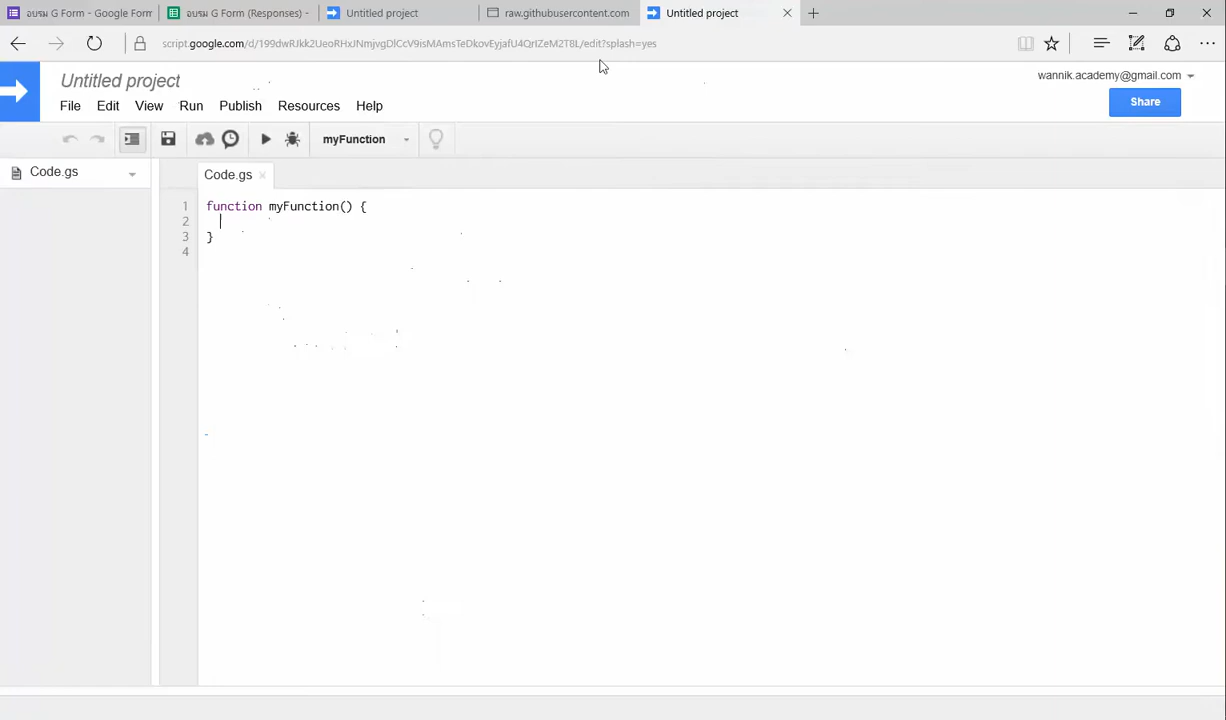 อบรม G Form - Google Form
อบรม G Form (Responses) -
Untitled project
raw.githubusercontent.com
Untitled project
script.google.com/d/199dwRJkk2UeoRHxJNmjvgDlCcV9isMAmsTeDkovEyjafU4QrIZeM2T8L/edit?splash=yes
Untitled project
wannik.academy@gmail.com
File Edit View Run Publish Resources Help
Share
myFunction
Code.gs
Code.gs
1 function myFunction() {
2
3 }
4